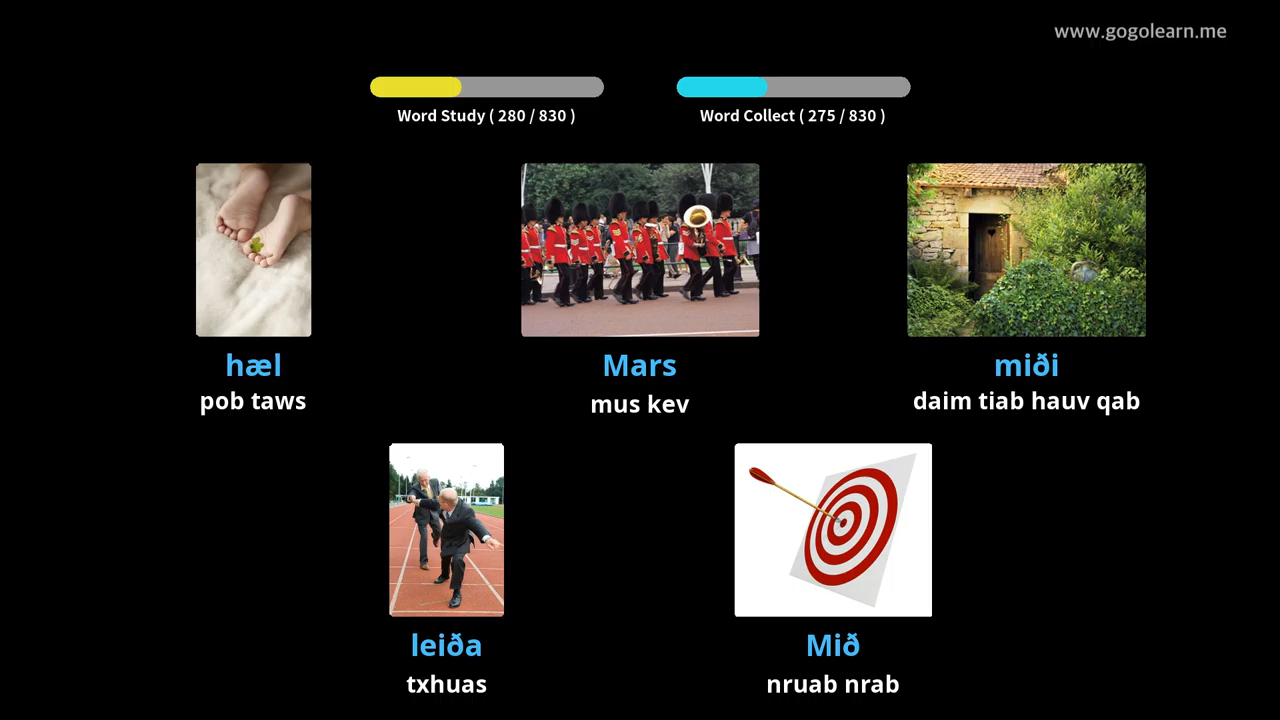 www.gogolearn.me
Word Study ( 280 / 830 )
Word Collect ( 275 / 830 )
hæl
pob taws
Mars
mus kev
miði
daim tiab hauv qab
leiða
txhuas
Mið
nruab nrab